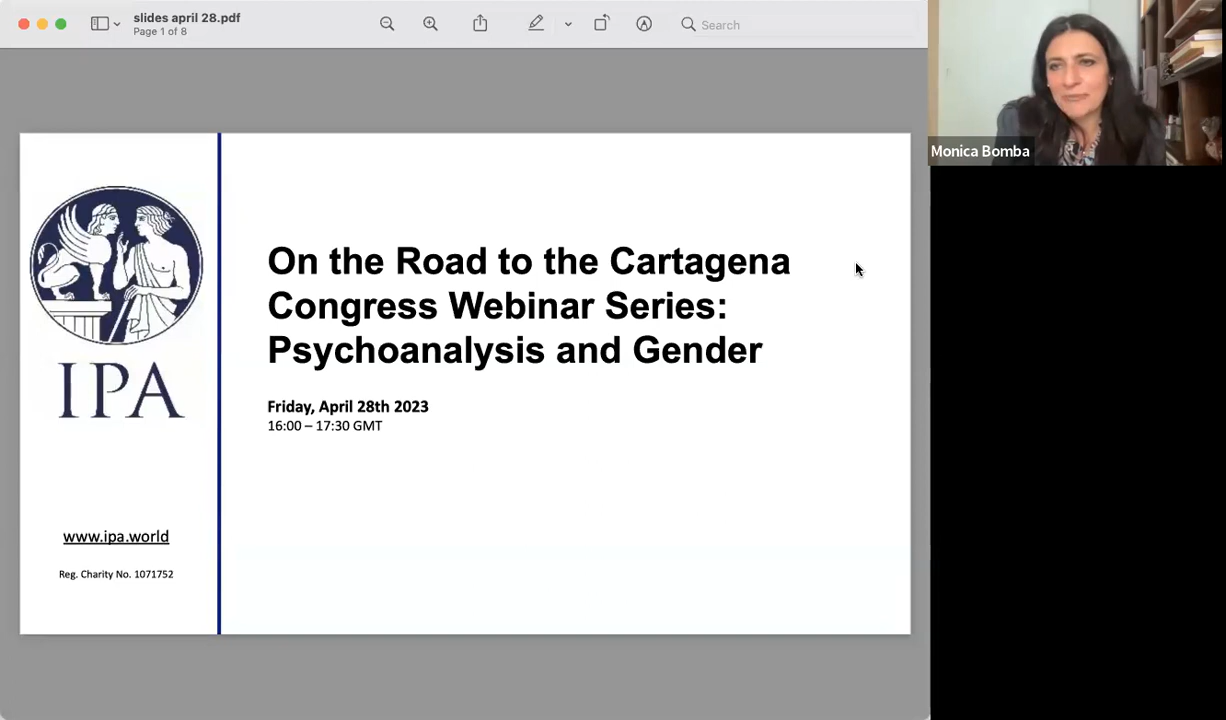 slides april 28.pdf
Page 1 of 8
Search
Monica Bomba
IPA
www.ipa.world
Reg. Charity No. 1071752
On the Road to the Cartagena
Congress Webinar Series:
Psychoanalysis and Gender
Friday, April 28th 2023
16:00 – 17:30 GMT